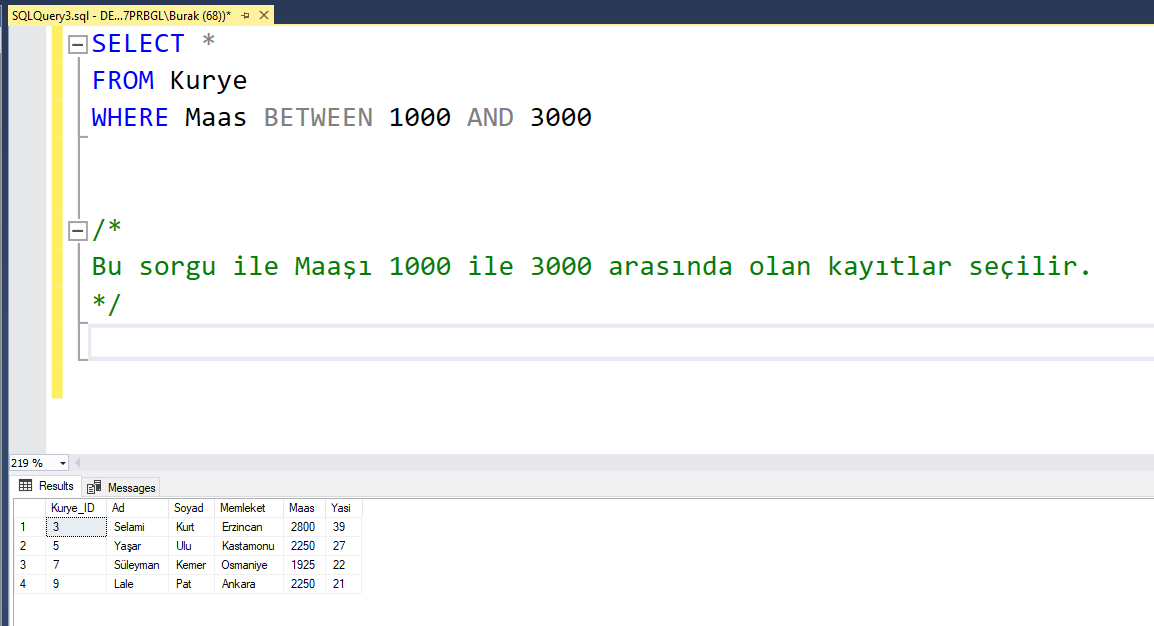 SQLQuery3.sql - DE...7PRBGL\Burak (68))*
SELECT *
FROM Kurye
WHERE Maas BETWEEN 1000 AND 3000
/*
Bu sorgu ile Maaşı 1000 ile 3000 arasında olan kayıtlar seçilir.
*/
219 %
Results Messages
Kurye_ID Ad Soyad Memleket Maas Yasi
1 3 Selami Kurt Erzincan 2800 39
2 5 Yaşar Ulu Kastamonu 2250 27
3 7 Süleyman Kemer Osmaniye 1925 22
4 9 Lale Pat Ankara 2250 21